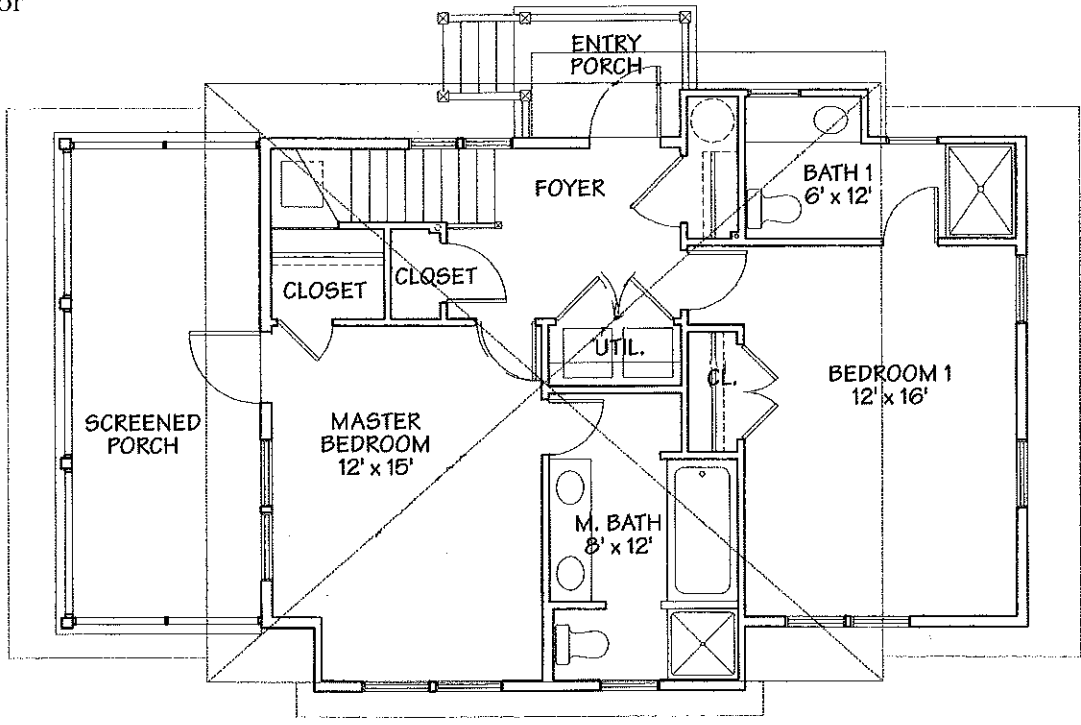 or
ENTRY
PORCH
FOYER
BATH 1
6' x 12'
CLOSET
CLOSET
UTIL.
CL.
BEDROOM 1
12' x 16'
SCREENED
PORCH
MASTER
BEDROOM
12' x 15'
M. BATH
8' x 12'